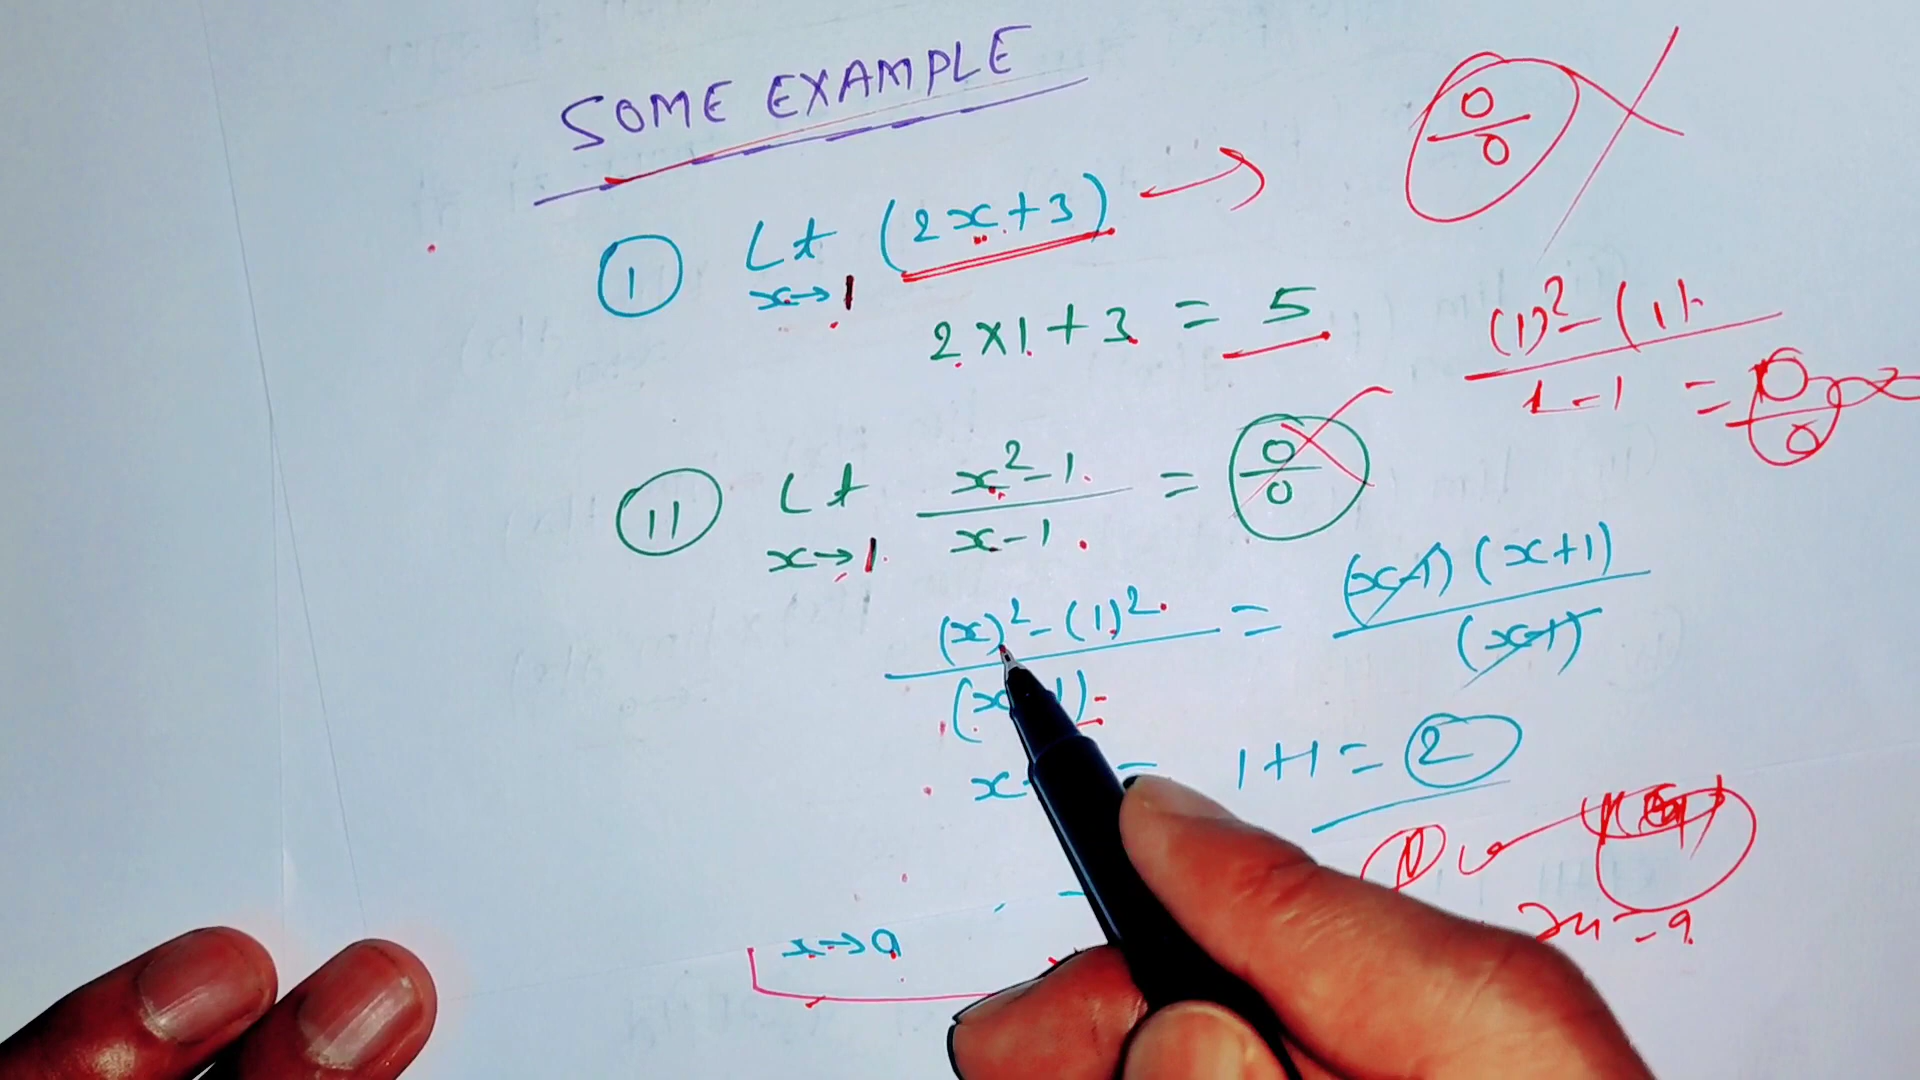 SOME EXAMPLE
0/0
(1) Lt x→1 (2x+3)
2×1+3 = 5
(1)²-(1)
1-1 = 0/0
(11) Lt x→1 x²-1 / x-1 = 0/0
(x)²-(1)² / (x-1) = (x-1)(x+1) / (x-1)
x = 1+1 = 2
x→a